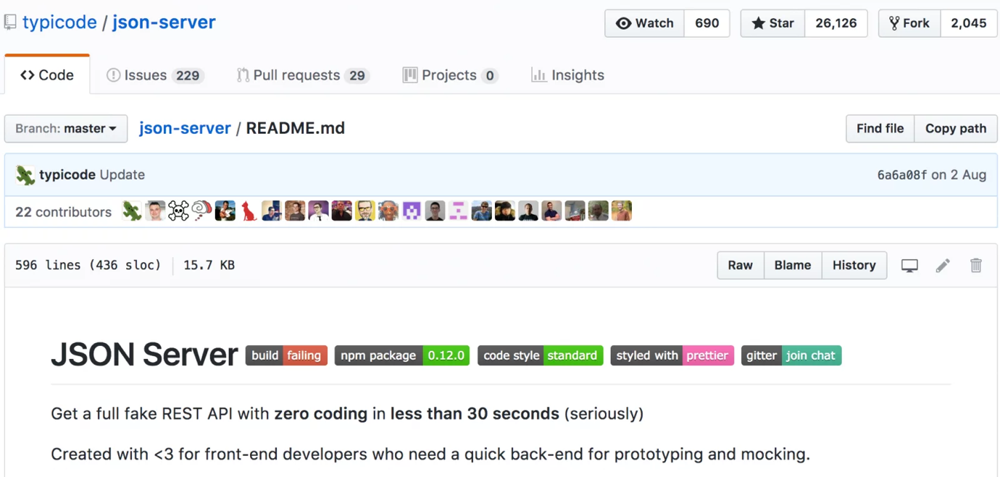 typicode / json-server Watch 690 Star 26,126 Fork 2,045
Code Issues 229 Pull requests 29 Projects 0 Insights
Branch: master json-server / README.md Find file Copy path
typicode Update 6a6a08f on 2 Aug
22 contributors
596 lines (436 sloc) 15.7 KB Raw Blame History
JSON Server build failing npm package 0.12.0 code style standard styled with prettier gitter join chat
Get a full fake REST API with zero coding in less than 30 seconds (seriously)
Created with <3 for front-end developers who need a quick back-end for prototyping and mocking.